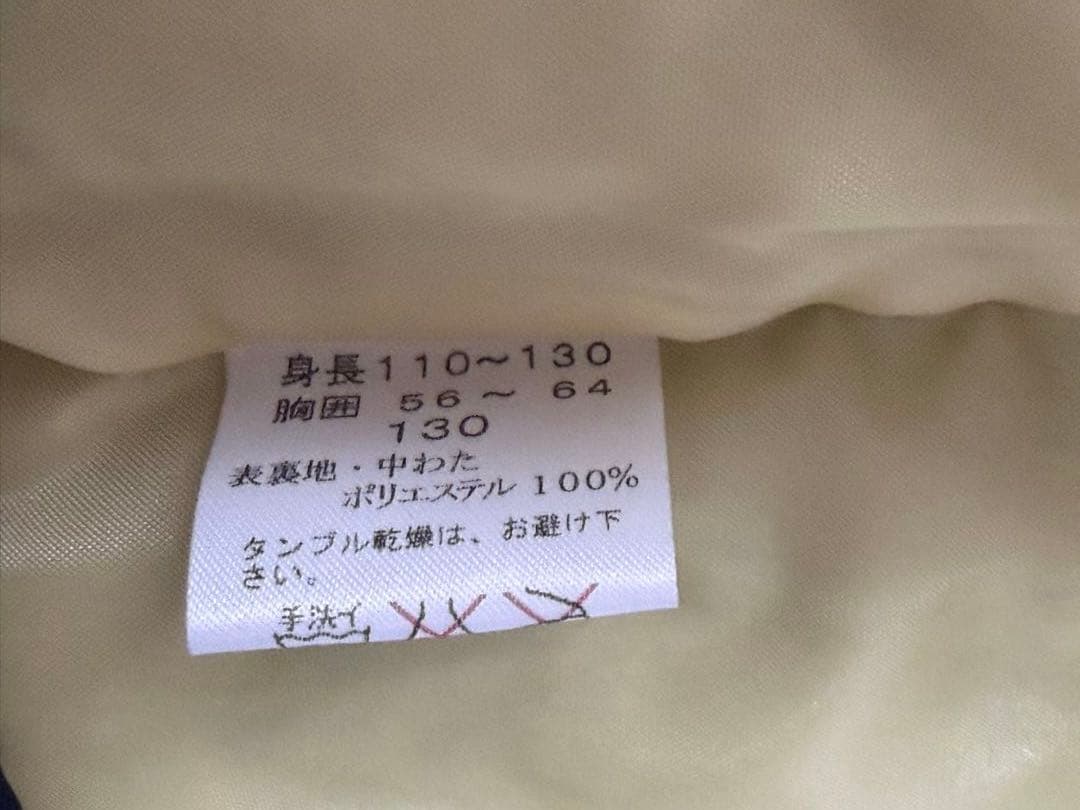 身長110～130
胸囲 56～ 64
130
表裏地・中わた
ポリエステル 100%
タンブル乾燥は、お避け下
さい。
手洗イ